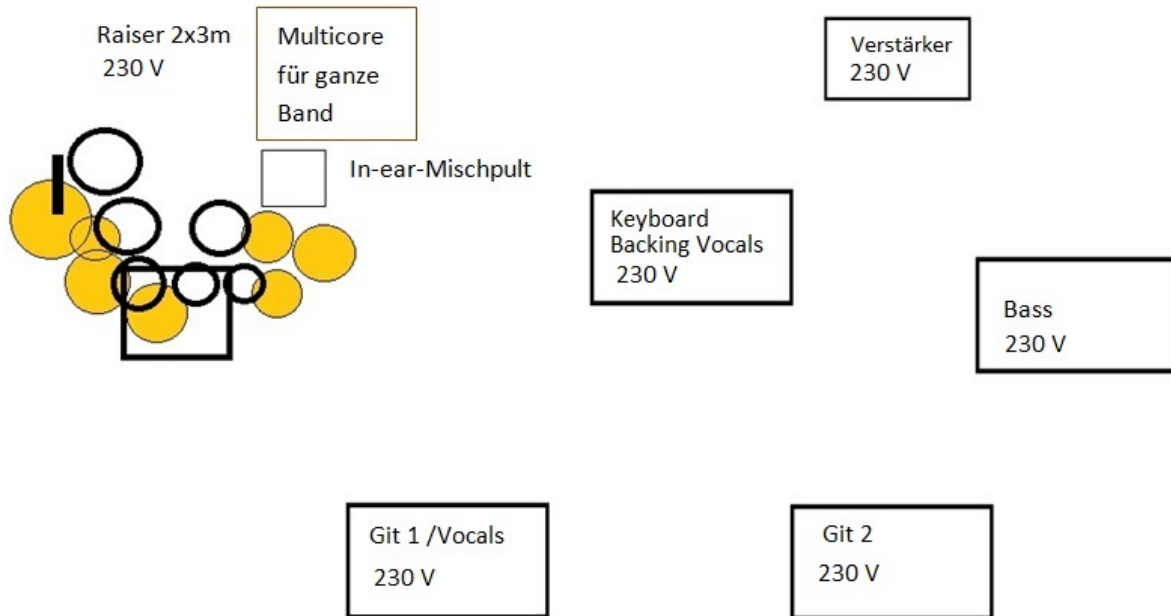 Raiser 2x3m
230 V
Multicore
für ganze
Band
Verstärker
230 V
In-ear-Mischpult
Keyboard
Backing Vocals
230 V
Bass
230 V
Git 1 /Vocals
230 V
Git 2
230 V